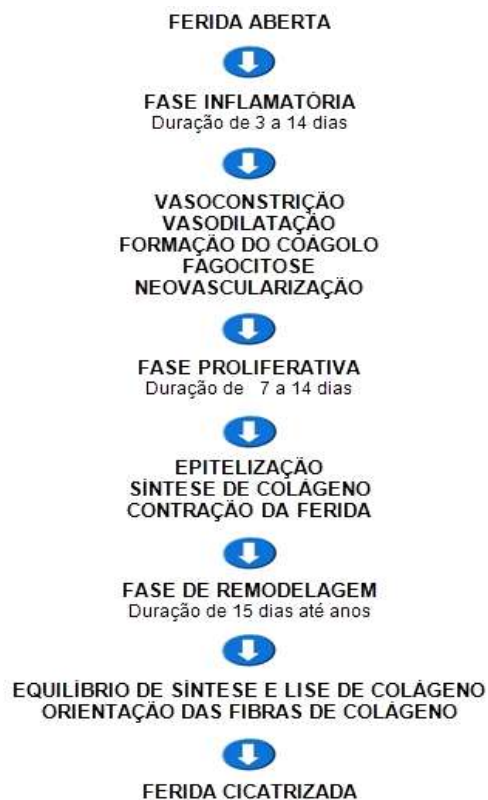 FERIDA ABERTA
FASE INFLAMATÓRIA
Duração de 3 a 14 dias
VASOCONSTRIÇÃO
VASODILATAÇÃO
FORMAÇÃO DO COÁGOLO
FAGOCITOSE
NEOVASCULARIZAÇÃO
FASE PROLIFERATIVA
Duração de 7 a 14 dias
EPITELIZAÇÃO
SÍNTESE DE COLÁGENO
CONTRAÇÃO DA FERIDA
FASE DE REMODELAGEM
Duração de 15 dias até anos
EQUILÍBRIO DE SÍNTESE E LISE DE COLÁGENO
ORIENTAÇÃO DAS FIBRAS DE COLÁGENO
FERIDA CICATRIZADA